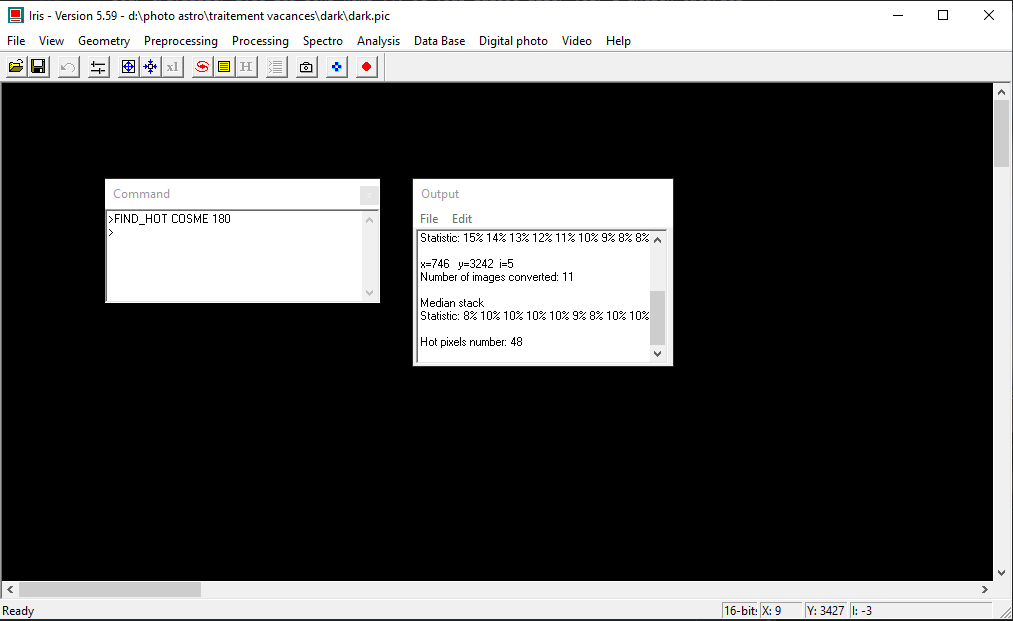 Iris - Version 5.59 - d:\photo astro\traitement vacances\dark\dark.pic
File View Geometry Preprocessing Processing Spectro Analysis Data Base Digital photo Video Help
x1 H
Command
>FIND_HOT COSME 180
>
Output
File Edit
Statistic: 15% 14% 13% 12% 11% 10% 9% 8% 8%
x=746 y=3242 i=5
Number of images converted: 11
Median stack
Statistic: 8% 10% 10% 10% 10% 9% 8% 10% 10%
Hot pixels number: 48
Ready 16-bit: X: 9 Y: 3427 I: -3